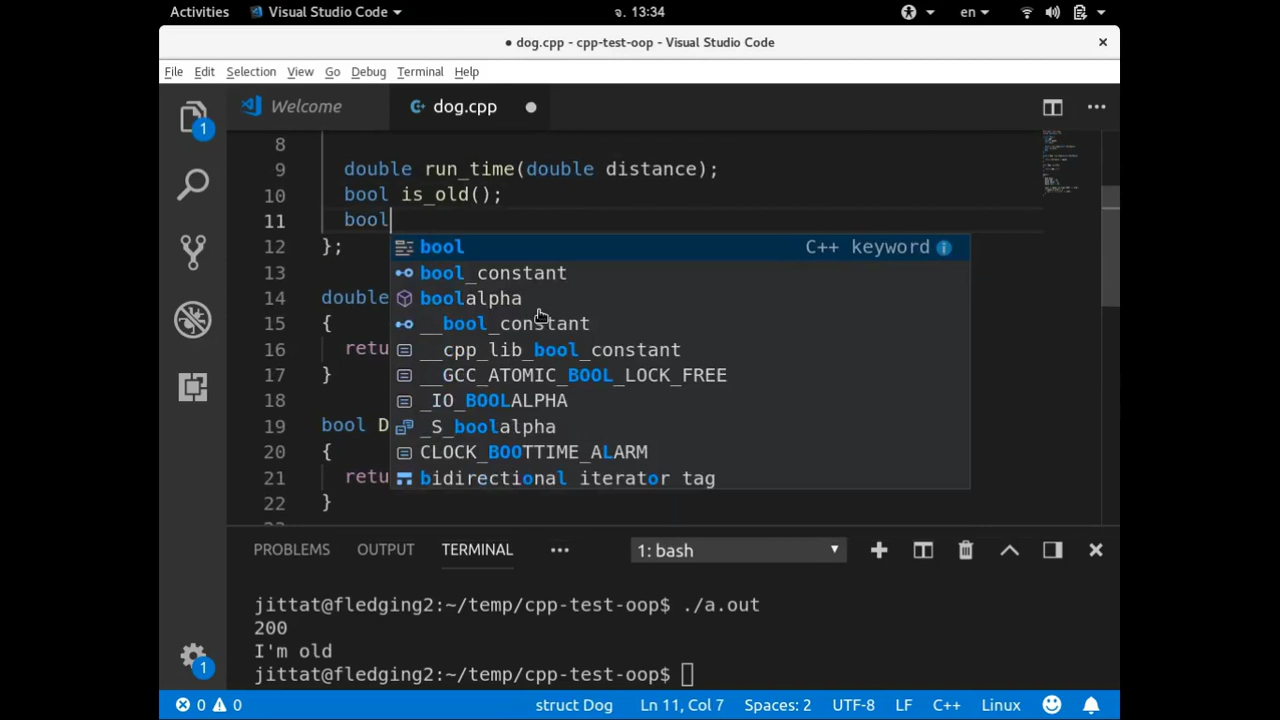 Activities Visual Studio Code จ. 13:34 en
● dog.cpp - cpp-test-oop - Visual Studio Code
File Edit Selection View Go Debug Terminal Help
Welcome dog.cpp
8
9 double run_time(double distance);
10 bool is_old();
11 bool
12 };
bool C++ keyword
13
bool_constant
boolalpha
14 double
15 {
__bool_constant
16 retu
__cpp_lib_bool_constant
17 }
__GCC_ATOMIC_BOOL_LOCK_FREE
18
_IO_BOOLALPHA
19 bool D
_S_boolalpha
20 {
CLOCK_BOOTTIME_ALARM
21 retu
bidirectional iterator tag
22 }
PROBLEMS OUTPUT TERMINAL 1: bash
jittat@fledging2:~/temp/cpp-test-oop$ ./a.out
200
I'm old
jittat@fledging2:~/temp/cpp-test-oop$
1
1
0 0 struct Dog Ln 11, Col 7 Spaces: 2 UTF-8 LF C++ Linux